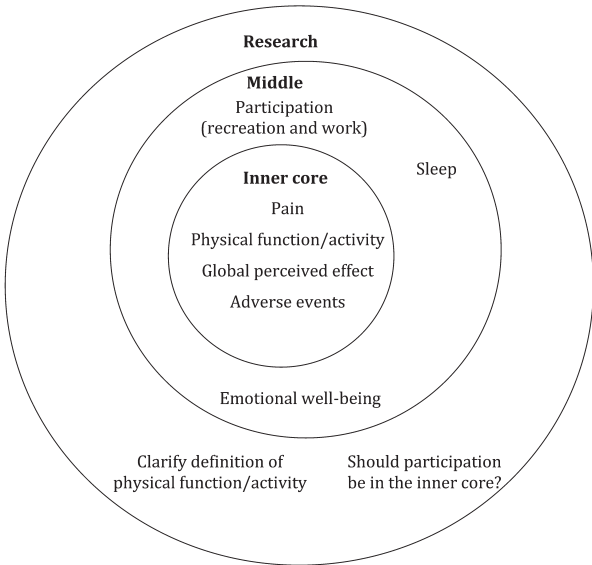 Research
Middle
Participation
(recreation and work)
Sleep
Inner core
Pain
Physical function/activity
Global perceived effect
Adverse events
Emotional well-being
Clarify definition of
physical function/activity
Should participation
be in the inner core?